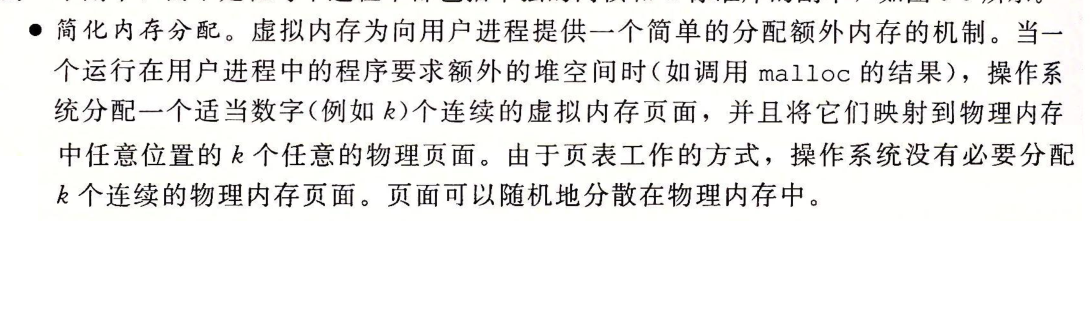 ● 简化内存分配。虚拟内存为向用户进程提供一个简单的分配额外内存的机制。当一
个运行在用户进程中的程序要求额外的堆空间时(如调用 malloc 的结果)，操作系
统分配一个适当数字(例如 k)个连续的虚拟内存页面，并且将它们映射到物理内存
中任意位置的 k 个任意的物理页面。由于页表工作的方式，操作系统没有必要分配
k 个连续的物理内存页面。页面可以随机地分散在物理内存中。